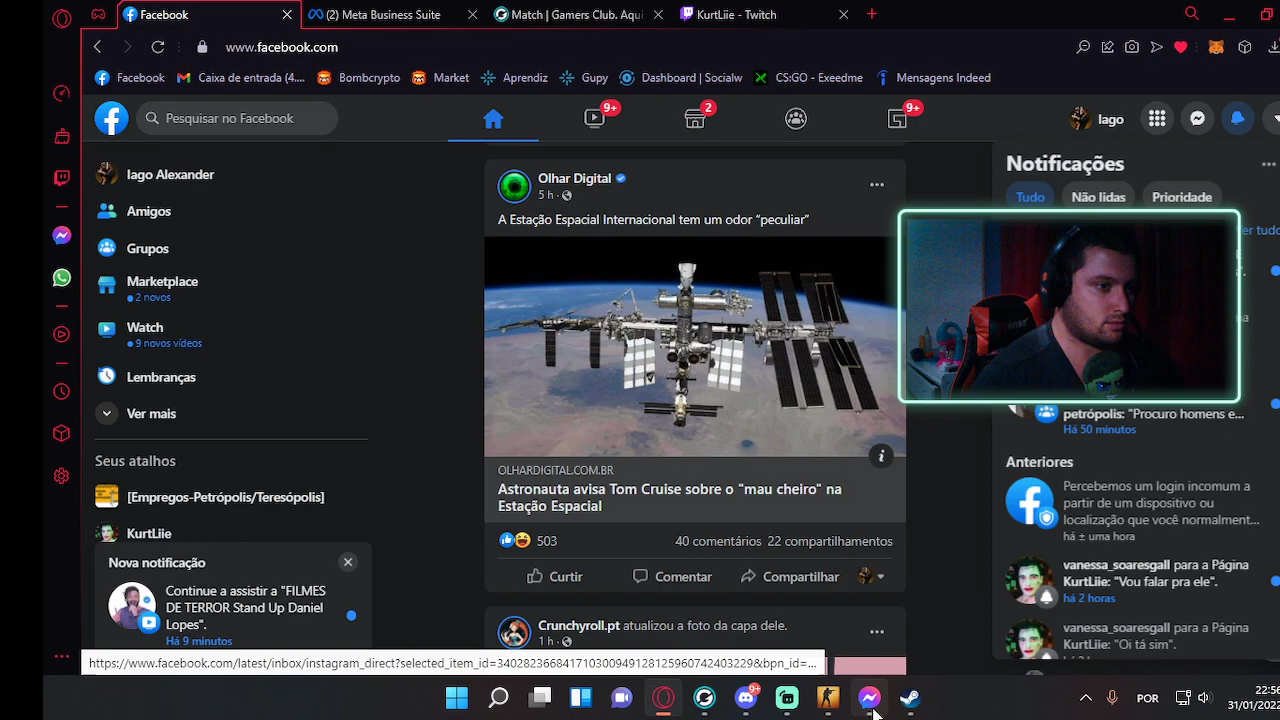 Facebook
(2) Meta Business Suite
Match | Gamers Club. Aqui
KurtLiie - Twitch
www.facebook.com
Facebook
Caixa de entrada (4....
Bombcrypto
Market
Aprendiz
Gupy
Dashboard | Socialw
CS:GO - Exeedme
Mensagens Indeed
Pesquisar no Facebook
9+
2
9+
Iago
Iago Alexander
Amigos
Grupos
Marketplace
2 novos
Watch
9 novos vídeos
Lembranças
Ver mais
Seus atalhos
[Empregos-Petrópolis/Teresópolis]
KurtLiie
Nova notificação
Continue a assistir a "FILMES
DE TERROR Stand Up Daniel
Lopes".
Há 9 minutos
Olhar Digital
5 h
A Estação Espacial Internacional tem um odor “peculiar”
OLHARDIGITAL.COM.BR
Astronauta avisa Tom Cruise sobre o "mau cheiro" na
Estação Espacial
503
40 comentários 22 compartilhamentos
Curtir
Comentar
Compartilhar
Crunchyroll.pt atualizou a foto da capa dele.
1 h
Notificações
Tudo
Não lidas
Prioridade
er tudo
na
petrópolis: “Procuro homens e...
Há 50 minutos
Anteriores
Percebemos um login incomum a
partir de um dispositivo ou
localização que você normalment...
há ± uma hora
vanessa_soaresgall para a Página
KurtLiie: "Vou falar pra ele".
há 2 horas
vanessa_soaresgall para a Página
KurtLiie: "Oi tá sim".
https://www.facebook.com/latest/inbox/instagram_direct?selected_item_id=340282366841710300949128125960742403229&bpn_id=...
9+
POR
22:56
31/01/202